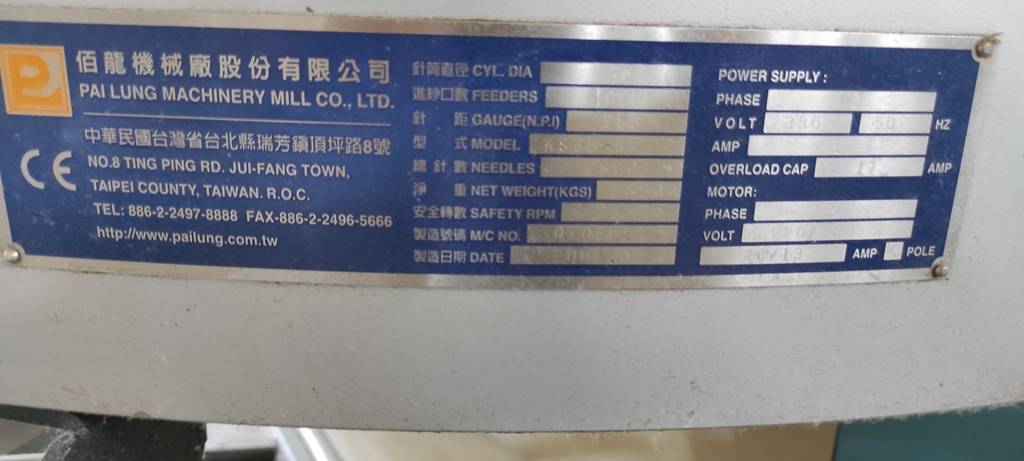 佰龍機械廠股份有限公司
PAI LUNG MACHINERY MILL CO., LTD.
中華民國台灣省台北縣瑞芳鎮頂坪路8號
NO.8 TING PING RD. JUI-FANG TOWN,
TAIPEI COUNTY, TAIWAN. R.O.C.
TEL: 886-2-2497-8888 FAX-886-2-2496-5666
http://www.pailung.com.tw
CE
針筒直徑 CYL. DIA
進紗口數 FEEDERS
針 距 GAUGE(N.P.I)
型 式 MODEL
總針數 NEEDLES
淨 重 NET WEIGHT(KGS)
安全轉數 SAFETY RPM
製造號碼 M/C NO.
製造日期 DATE
POWER SUPPLY :
PHASE
VOLT 380 50 HZ
AMP
OVERLOAD CAP 17 AMP
MOTOR:
PHASE
VOLT
AMP POLE